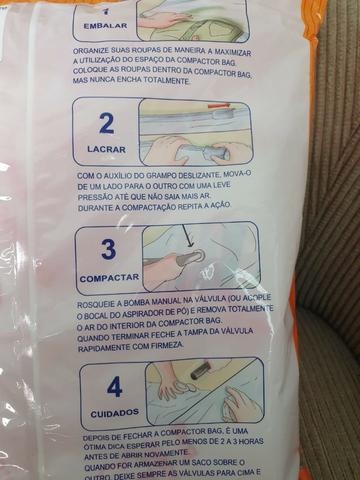 1
EMBALAR
ORGANIZE SUAS ROUPAS DE MANEIRA A MAXIMIZAR
A UTILIZAÇÃO DO ESPAÇO DA COMPACTOR BAG.
COLOQUE AS ROUPAS DENTRO DA COMPACTOR BAG,
MAS NUNCA ENCHA TOTALMENTE.
2
LACRAR
COM O AUXÍLIO DO GRAMPO DESLIZANTE, MOVA-O
DE UM LADO PARA O OUTRO COM UMA LEVE
PRESSÃO ATÉ QUE NÃO SAIA MAIS AR.
DURANTE A COMPACTAÇÃO REPITA A AÇÃO.
3
COMPACTAR
ROSQUEIE A BOMBA MANUAL NA VÁLVULA (OU ACOPLE
O BOCAL DO ASPIRADOR DE PÓ) E REMOVA TOTALMENTE
O AR DO INTERIOR DA COMPACTOR BAG.
QUANDO TERMINAR FECHE A TAMPA DA VÁLVULA
RAPIDAMENTE COM FIRMEZA.
4
CUIDADOS
DEPOIS DE FECHAR A COMPACTOR BAG, É UMA
ÓTIMA DICA ESPERAR PELO MENOS DE 2 A 3 HORAS
ANTES DE ABRIR NOVAMENTE.
QUANDO FOR ARMAZENAR UM SACO SOBRE O
OUTRO, DEIXE SEMPRE AS VÁLVULAS PARA CIMA E